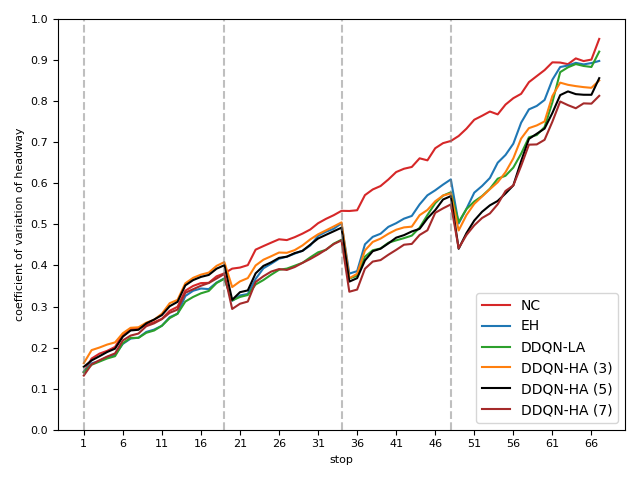 1.0
0.9
0.8
0.7
0.6
0.5
0.4
0.3
0.2
0.1
0.0
coefficient of variation of headway
NC
EH
DDQN-LA
DDQN-HA (3)
DDQN-HA (5)
DDQN-HA (7)
1 6 11 16 21 26 31 36 41 46 51 56 61 66
stop